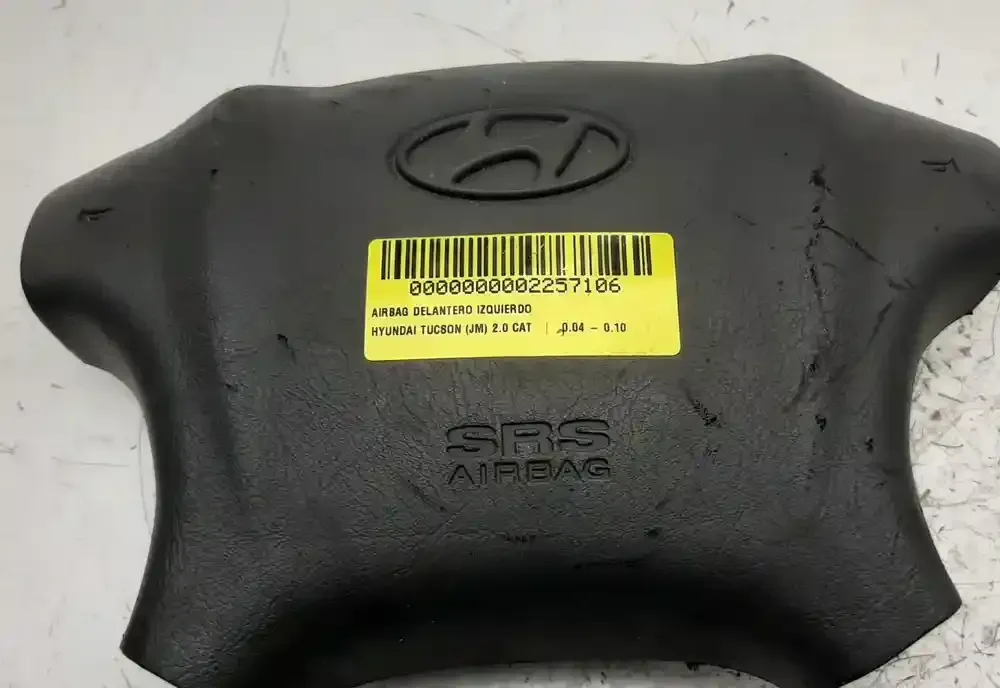 0000000002257106
AIRBAG DELANTERO IZQUIERDO
HYUNDAI TUCSON (JM) 2.0 CAT | 0.04 - 0.10
SRS
AIRBAG